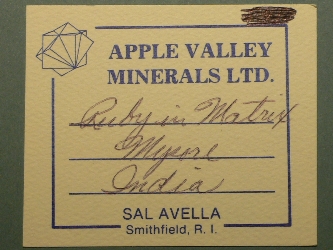 APPLE VALLEY
MINERALS LTD.
Ruby in Matrix
Mysore
India
SAL AVELLA
Smithfield, R. I.